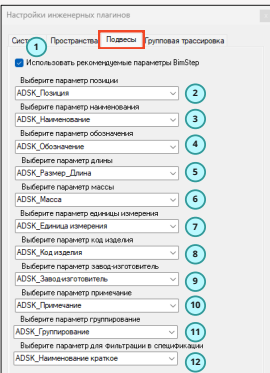 Настройки инженерных плагинов
Сист Пространства Подвесы Групповая трассировка
1
Использовать рекомендуемые параметры BimStep
Выберите параметр позиции
ADSK_Позиция 2
Выберите параметр наименования
ADSK_Наименование 3
Выберите параметр обозначения
ADSK_Обозначение 4
Выберите параметр длины
ADSK_Размер_Длина 5
Выберите параметр массы
ADSK_Масса 6
Выберите параметр единицы измерения
ADSK_Единица измерения 7
Выберите параметр код изделия
ADSK_Код изделия 8
Выберите параметр завод-изготовитель
ADSK_Завод-изготовитель 9
Выберите параметр примечание
ADSK_Примечание 10
Выберите параметр группирование
ADSK_Группирование 11
Выберите параметр для фильтрации в спецификации
ADSK_Наименование краткое 12